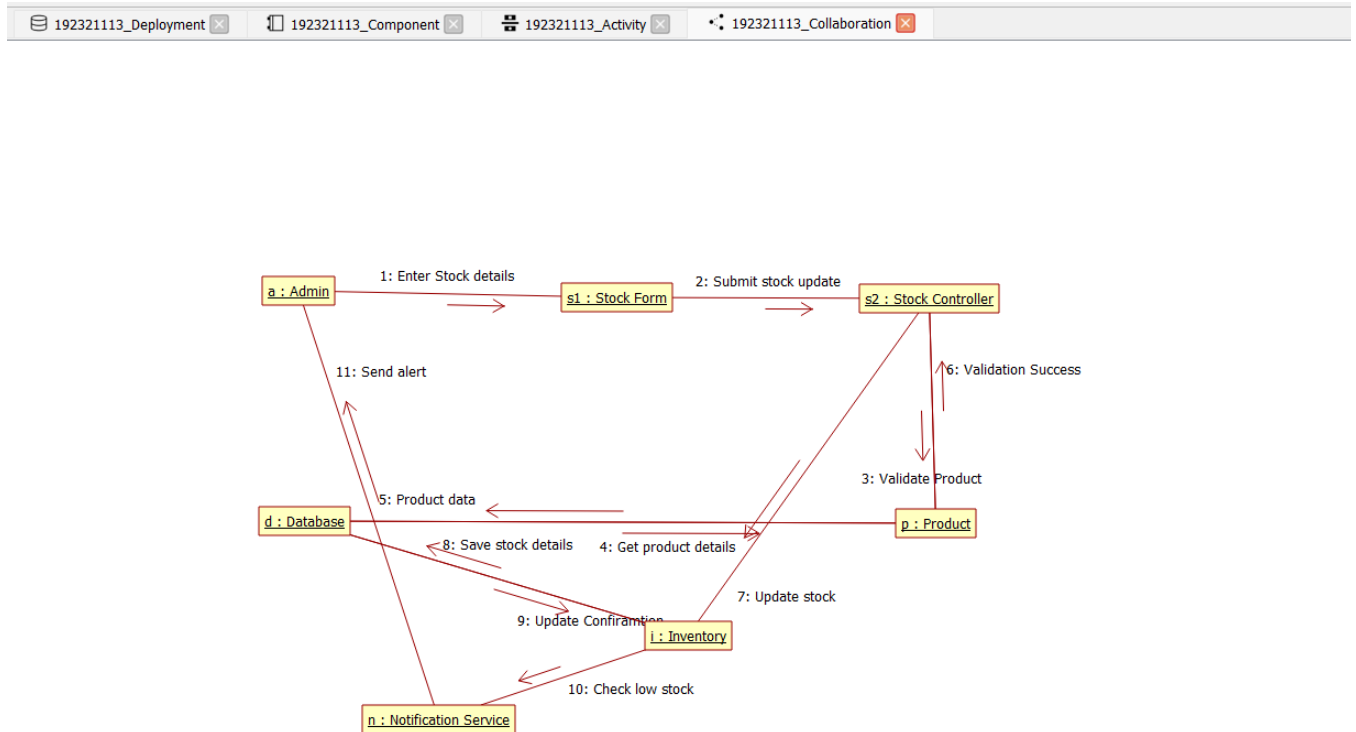 192321113_Deployment
192321113_Component
192321113_Activity
192321113_Collaboration
1: Enter Stock details
2: Submit stock update
a : Admin
s1 : Stock Form
s2 : Stock Controller
11: Send alert
6: Validation Success
3: Validate Product
5: Product data
d : Database
p : Product
8: Save stock details
4: Get product details
7: Update stock
9: Update Confiramtion
i : Inventory
10: Check low stock
n : Notification Service